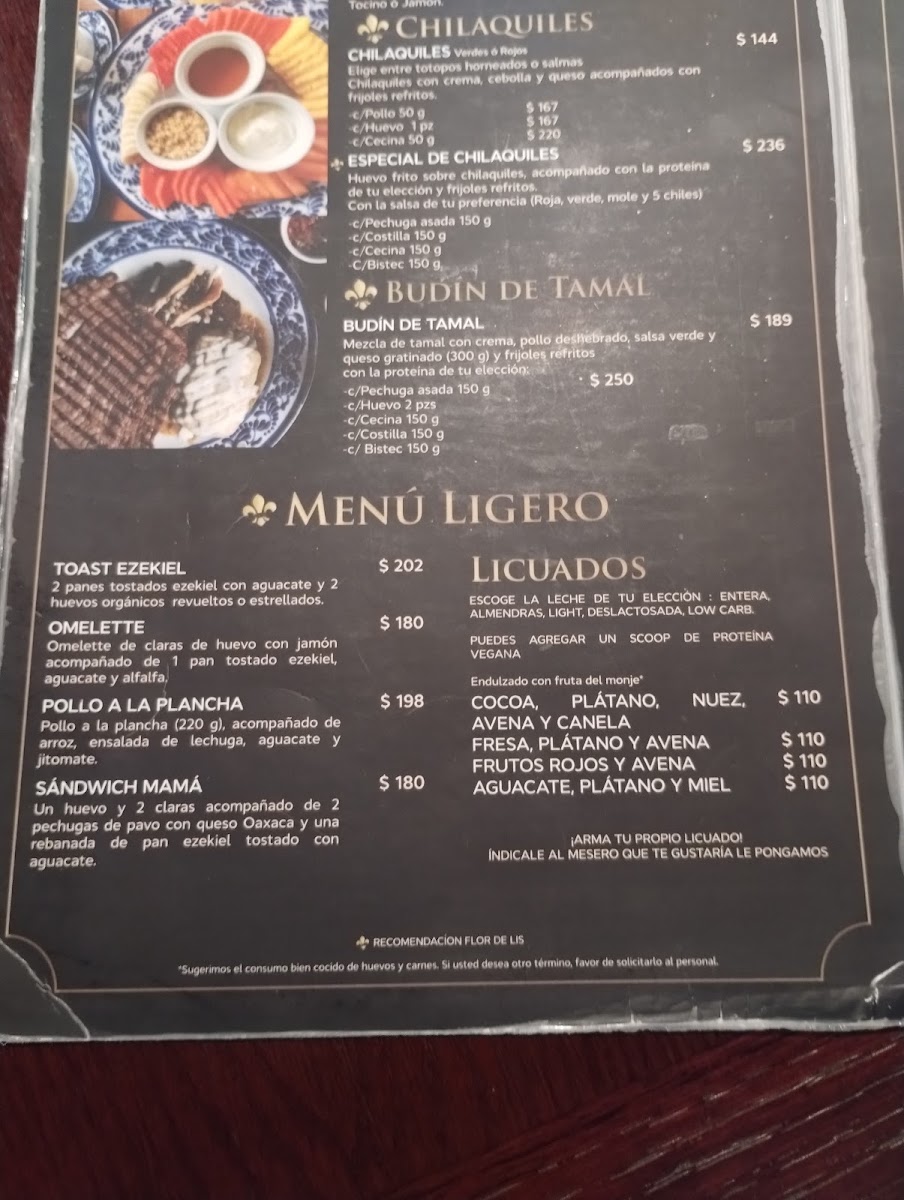 Tocino o Jamón.
CHILAQUILES
CHILAQUILES Verdes ó Rojos $ 144
Elige entre totopos horneados o salmas
Chilaquiles con crema, cebolla y queso acompañados con
frijoles refritos.
-c/Pollo 50 g $ 167
-c/Huevo 1 pz $ 167
-c/Cecina 50 g $ 220
ESPECIAL DE CHILAQUILES $ 236
Huevo frito sobre chilaquiles, acompañado con la proteina
de tu elección y frijoles refritos.
Con la salsa de tu preferencia (Roja, verde, mole y 5 chiles)
-c/Pechuga asada 150 g
-c/Costilla 150 g
-c/Cecina 150 g
-C/Bistec 150 g
BUDÍN DE TAMAL
BUDÍN DE TAMAL $ 189
Mezcla de tamal con crema, pollo deshebrado, salsa verde y
queso gratinado (300 g) y frijoles refritos
con la proteína de tu elección: $ 250
-c/Pechuga asada 150 g
-c/Huevo 2 pzs
-c/Cecina 150 g
-c/Costilla 150 g
-c/ Bistec 150 g
MENÚ LIGERO
TOAST EZEKIEL $ 202
2 panes tostados ezekiel con aguacate y 2
huevos orgánicos revueltos o estrellados.
OMELETTE $ 180
Omelette de claras de huevo con jamón
acompañado de 1 pan tostado ezekiel,
aguacate y alfalfa.
POLLO A LA PLANCHA $ 198
Pollo a la plancha (220 g), acompañado de
arroz, ensalada de lechuga, aguacate y
jitomate.
SÁNDWICH MAMÁ $ 180
Un huevo y 2 claras acompañado de 2
pechugas de pavo con queso Oaxaca y una
rebanada de pan ezekiel tostado con
aguacate.
LICUADOS
ESCOGE LA LECHE DE TU ELECCIÓN : ENTERA,
ALMENDRAS, LIGHT, DESLACTOSADA, LOW CARB.
PUEDES AGREGAR UN SCOOP DE PROTEÍNA
VEGANA
Endulzado con fruta del monje*
COCOA, PLÁTANO, NUEZ, $ 110
AVENA Y CANELA
FRESA, PLÁTANO Y AVENA $ 110
FRUTOS ROJOS Y AVENA $ 110
AGUACATE, PLÁTANO Y MIEL $ 110
¡ARMA TU PROPIO LICUADO!
ÍNDICALE AL MESERO QUE TE GUSTARÍA LE PONGAMOS
RECOMENDACÍON FLOR DE LIS
*Sugerimos el consumo bien cocido de huevos y carnes. Si usted desea otro término, favor de solicitarlo al personal.